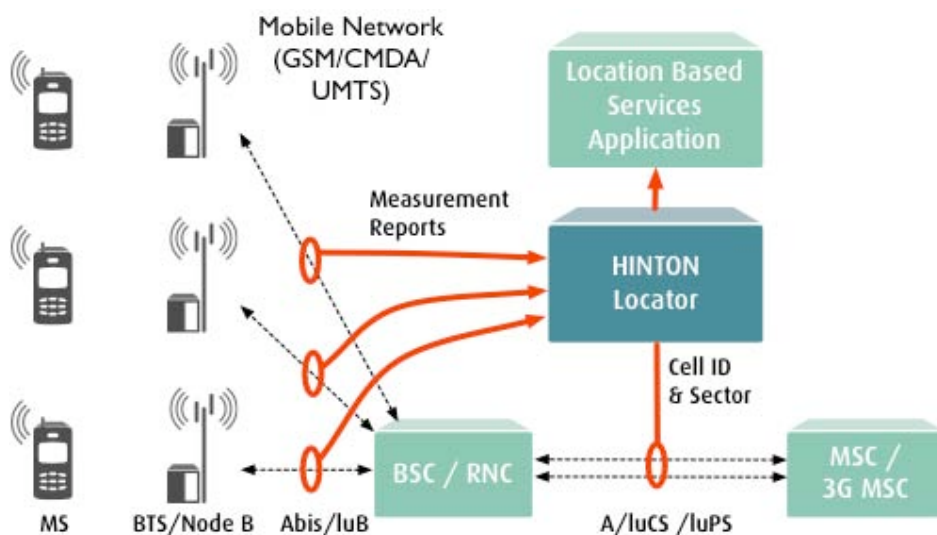 Mobile Network
(GSM/CMDA/
UMTS)
Location Based
Services
Application
Measurement
Reports
HINTON
Locator
Cell ID
& Sector
BSC / RNC
MSC /
3G MSC
MS
BTS/Node B
Abis/luB
A/luCS /luPS